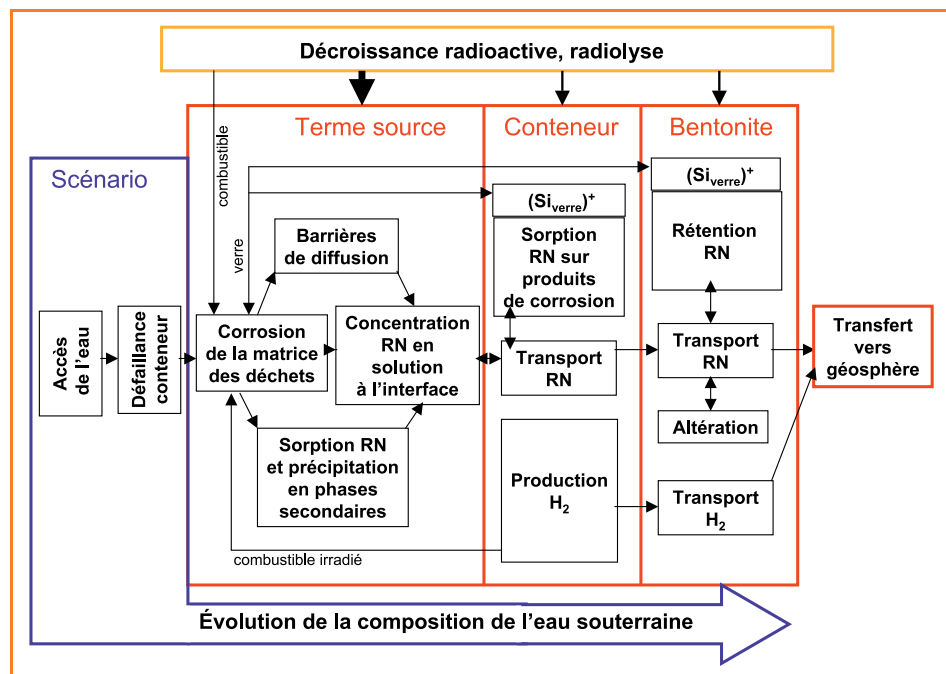 Décroissance radioactive, radiolyse
Terme source
Conteneur
Bentonite
Scénario
combustible
verre
(Siverre)+
(Siverre)+
Barrières
de diffusion
Sorption
RN sur
produits
de corrosion
Rétention
RN
Accès
de l’eau
Défaillance
conteneur
Corrosion
de la matrice
des déchets
Concentration
RN en
solution
à l’interface
Transport
RN
Transport
RN
Transfert
vers
géosphère
Altération
Sorption RN
et précipitation
en phases
secondaires
Production
H2
Transport
H2
combustible irradié
Évolution de la composition de l’eau souterraine